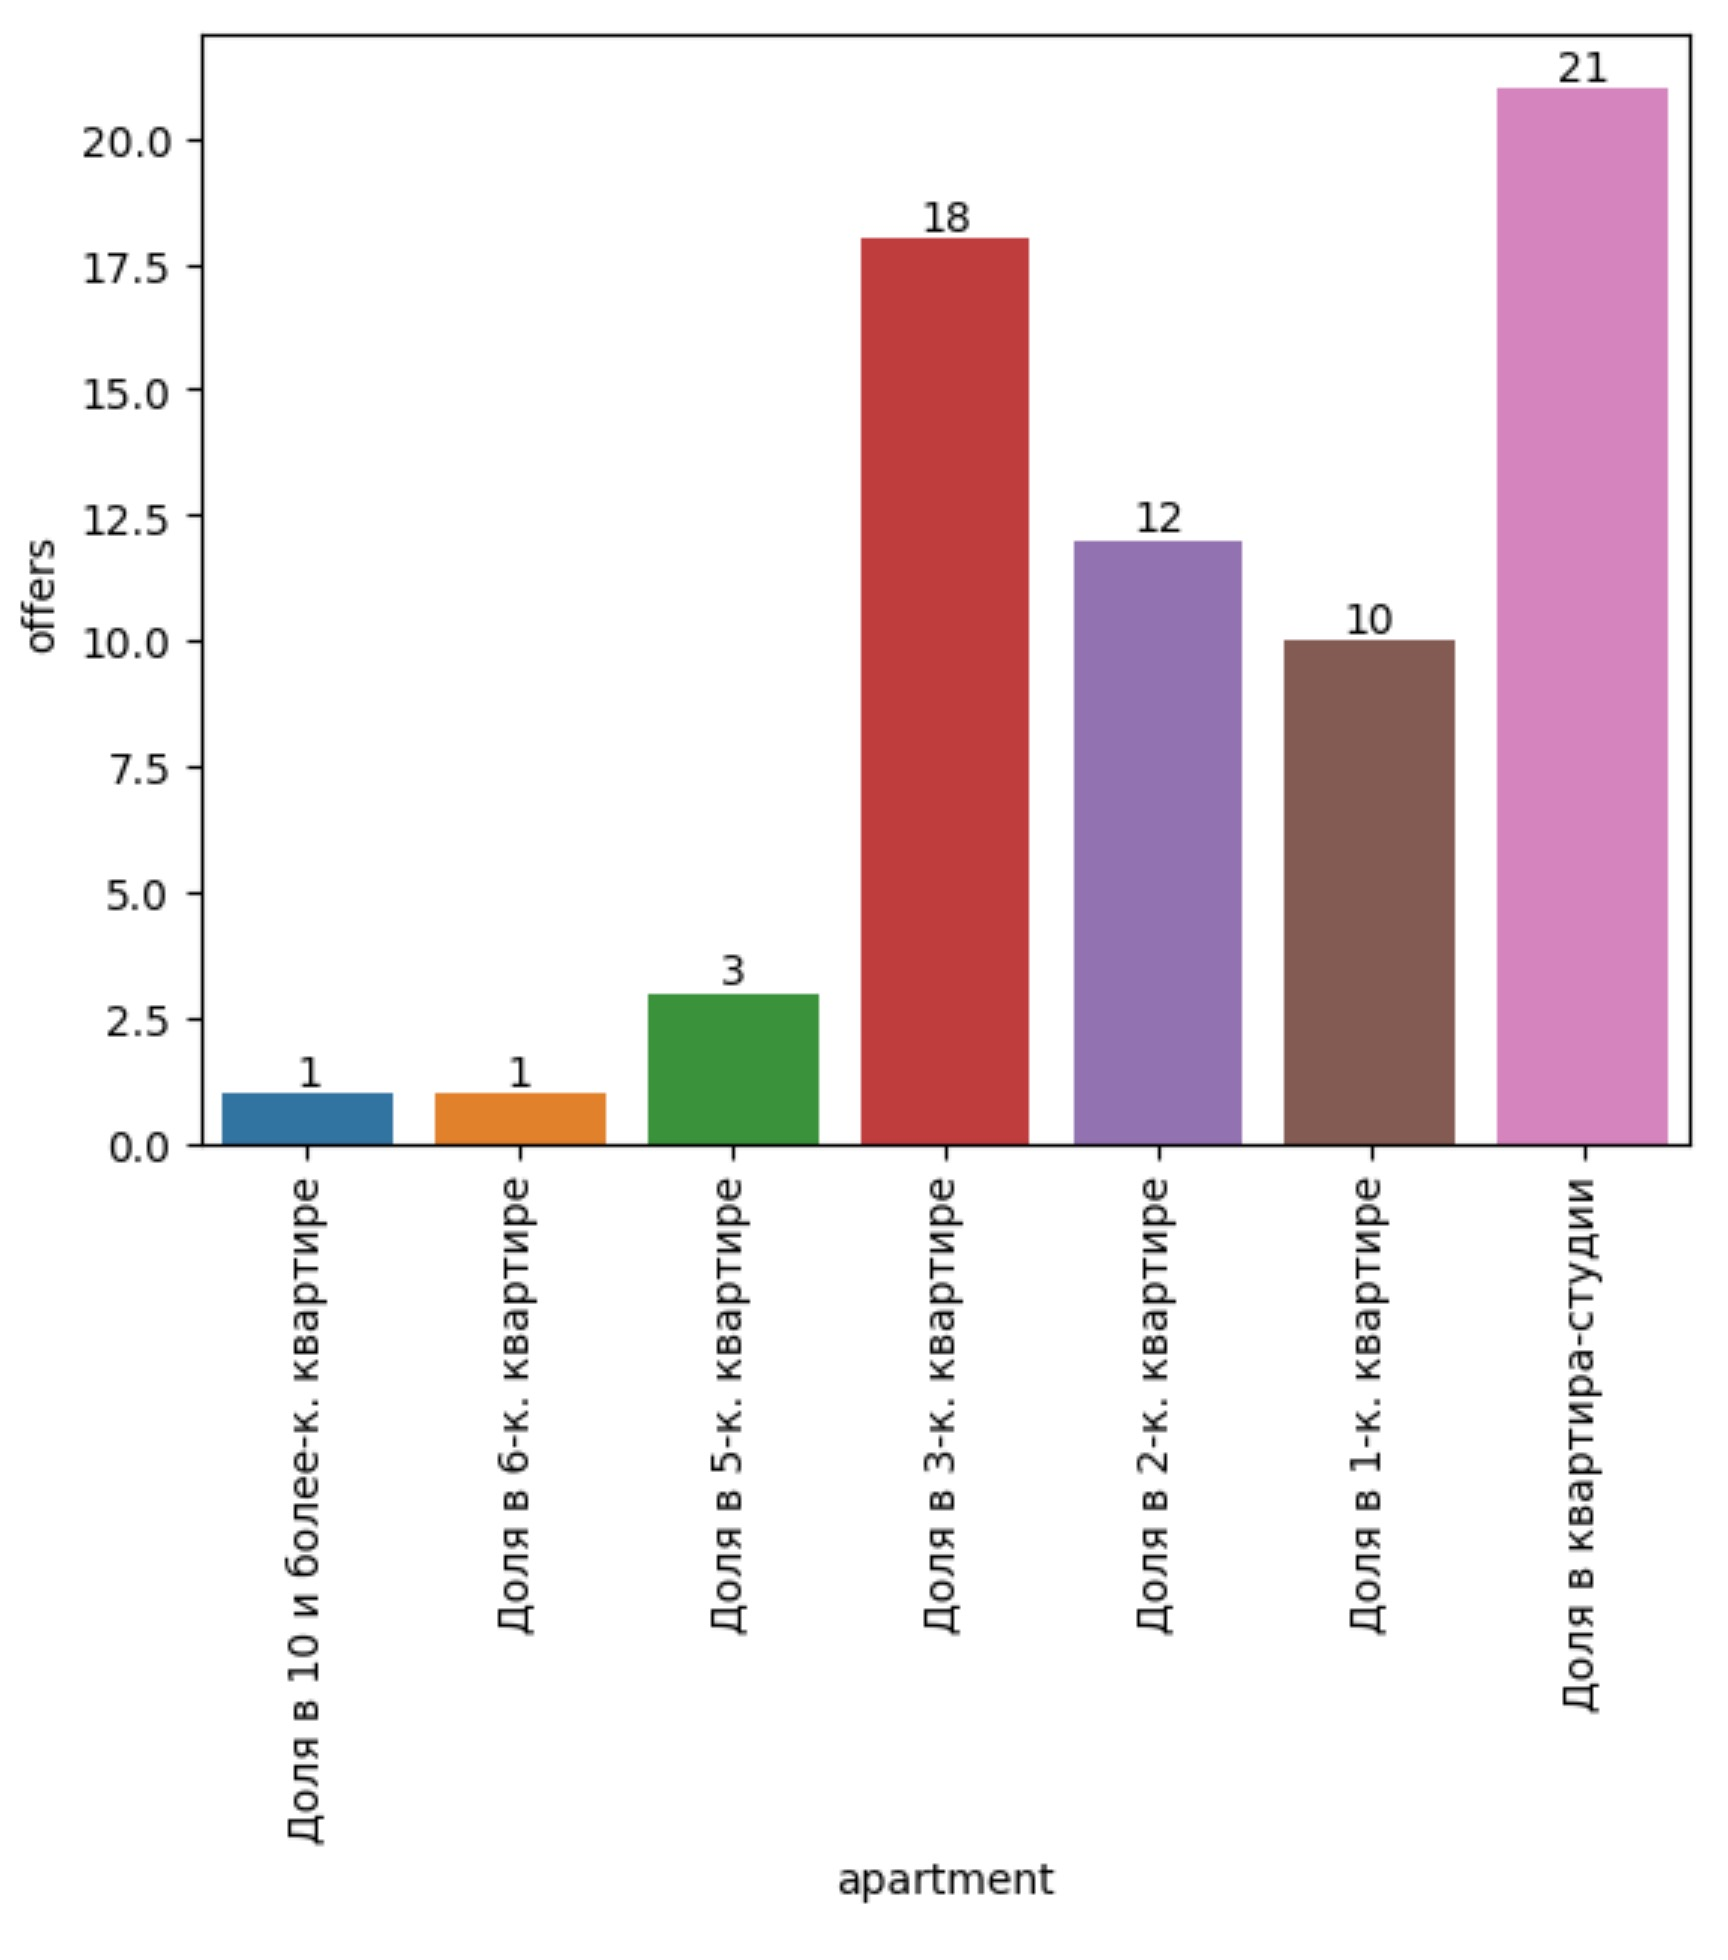 21
20.0
18
17.5
15.0
12.5
12
offers
10
10.0
7.5
5.0
3
2.5
1
1
0.0
Доля в 10 и более-к. квартире
Доля в 6-к. квартире
Доля в 5-к. квартире
Доля в 3-к. квартире
Доля в 2-к. квартире
Доля в 1-к. квартире
Доля в квартира-студии
apartment